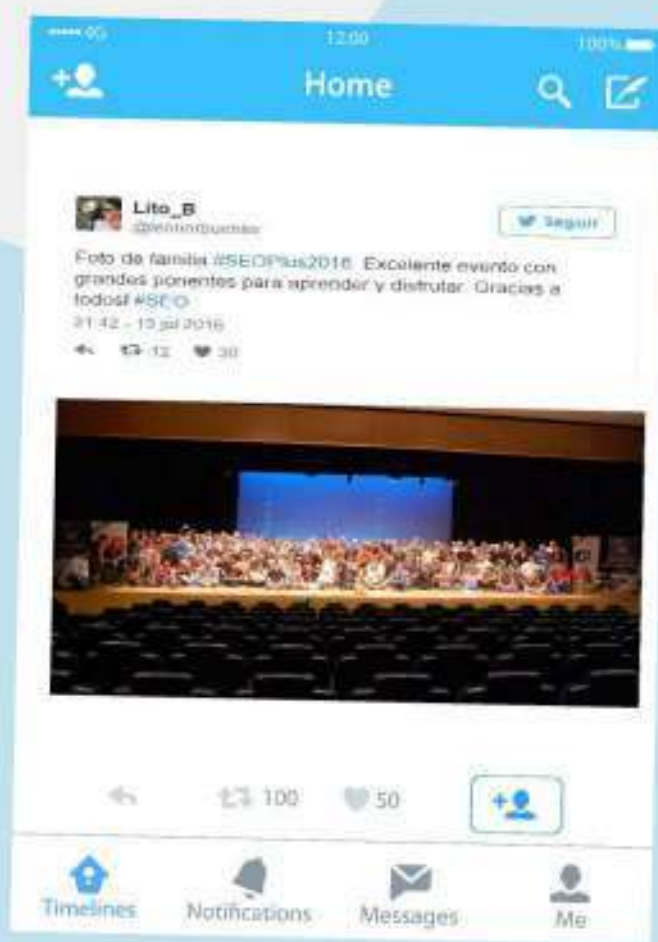 4G 12:00 100%
Home
Lito_B
Seguir
Foto de familia #SEOPlus2016. Excelente evento con
grandes ponentes para aprender y disfrutar. Gracias a
todos! #SEO
21:42 - 13 jul 2016
12 30
100 50
Timelines Notifications Messages Me